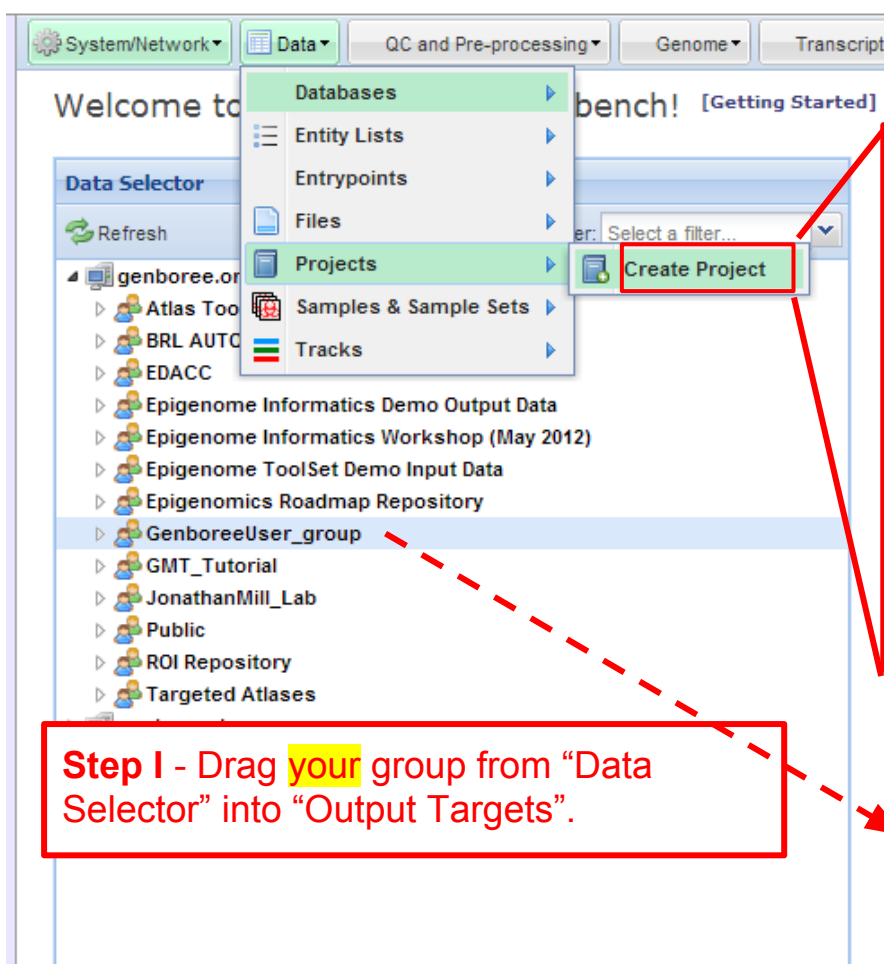 System/Network Data QC and Pre-processing Genome Transcript
Welcome to bench! [Getting Started]
Databases
Entity Lists
Entrypoints
Files
Projects
Samples & Sample Sets
Tracks
Create Project
Data Selector
Refresh er: Select a filter...
genboree.or
Atlas Too
BRL AUTO
EDACC
Epigenome Informatics Demo Output Data
Epigenome Informatics Workshop (May 2012)
Epigenome ToolSet Demo Input Data
Epigenomics Roadmap Repository
GenboreeUser_group
GMT_Tutorial
JonathanMill_Lab
Public
ROI Repository
Targeted Atlases
Step I - Drag your group from “Data
Selector” into “Output Targets”.